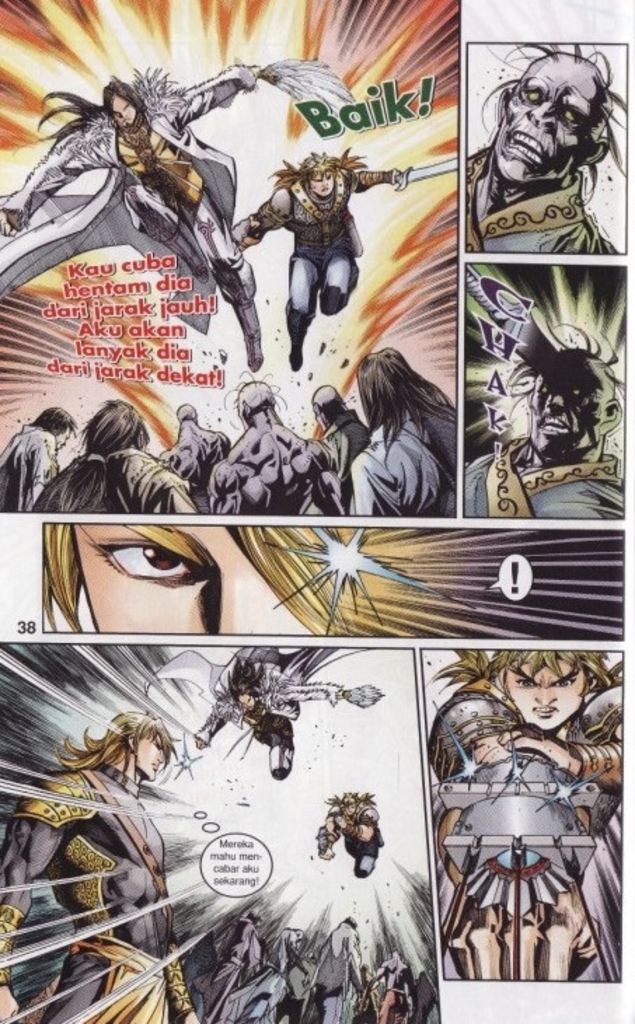 Baik!
Kau cuba
hentam dia
dari jarak jauh!
Aku akan
lanyak dia
dari jarak dekat!
CHAK!
!
38
Mereka
mahu men-
cabar aku
sekarang!